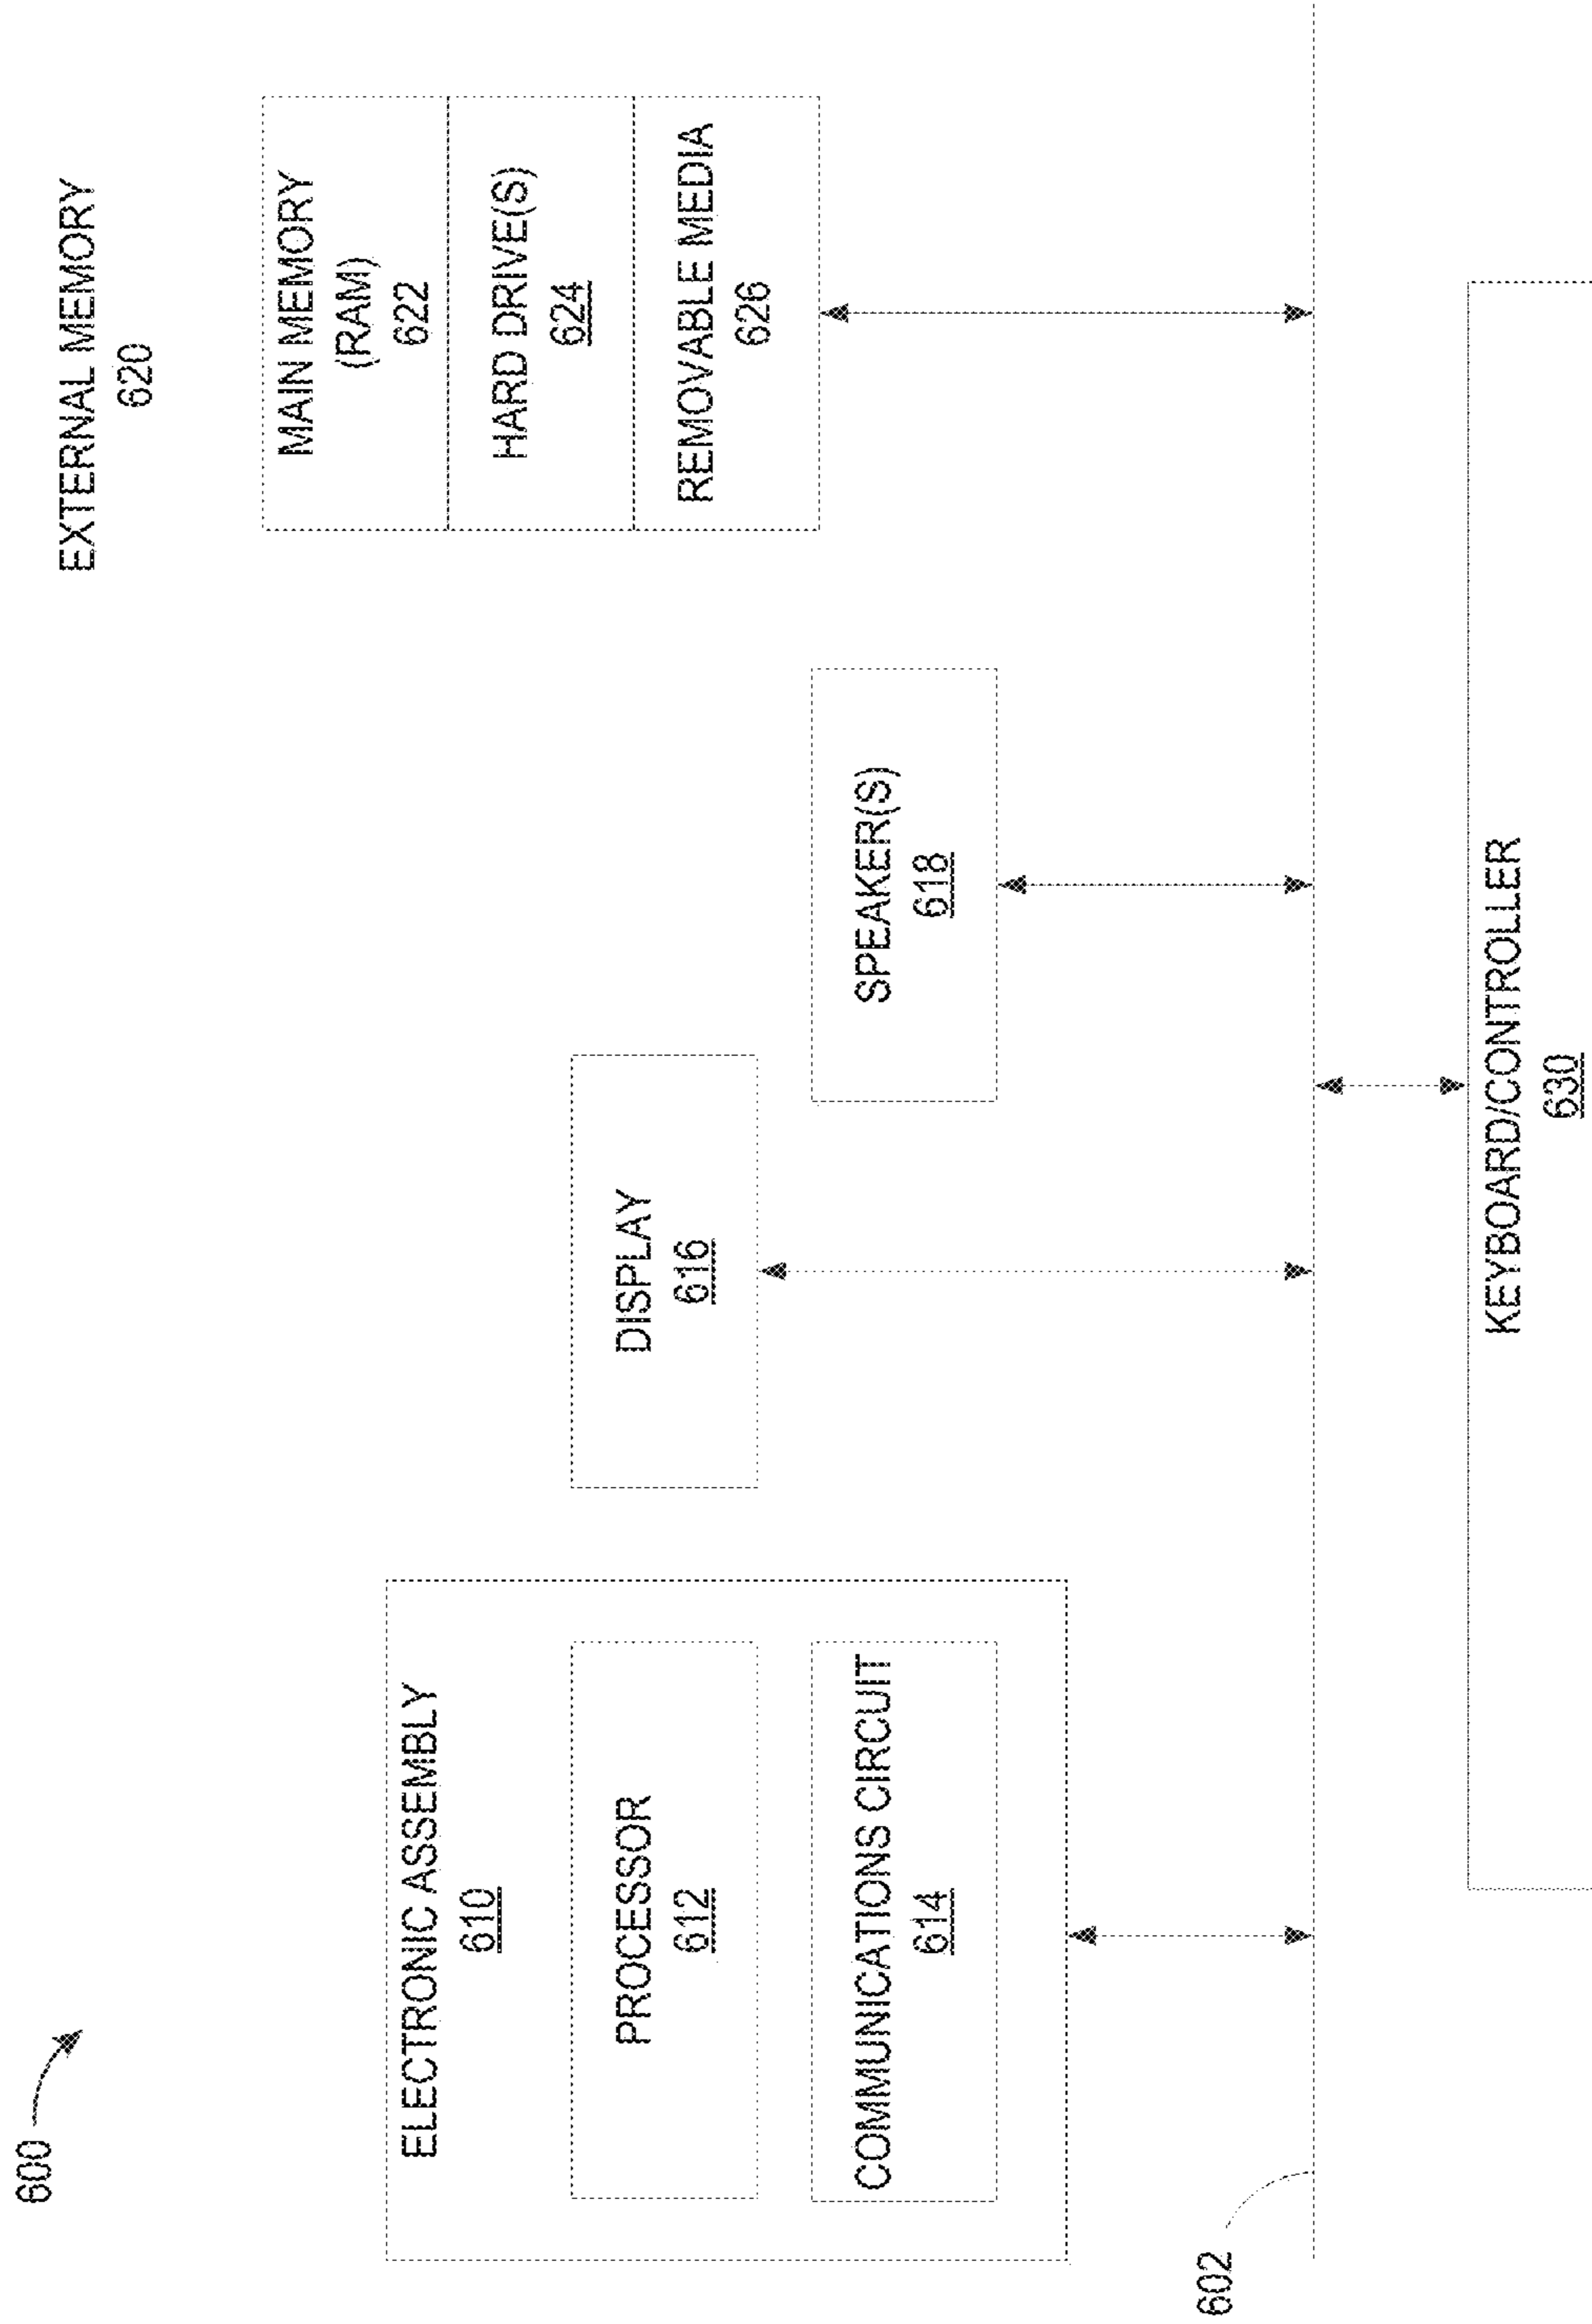 600
ELECTRONIC ASSEMBLY
610
PROCESSOR
612
COMMUNICATIONS CIRCUIT
614
DISPLAY
616
SPEAKER(S)
618
EXTERNAL MEMORY
620
MAIN MEMORY
(RAM)
622
HARD DRIVE(S)
624
REMOVABLE MEDIA
626
602
KEYBOARD/CONTROLLER
630